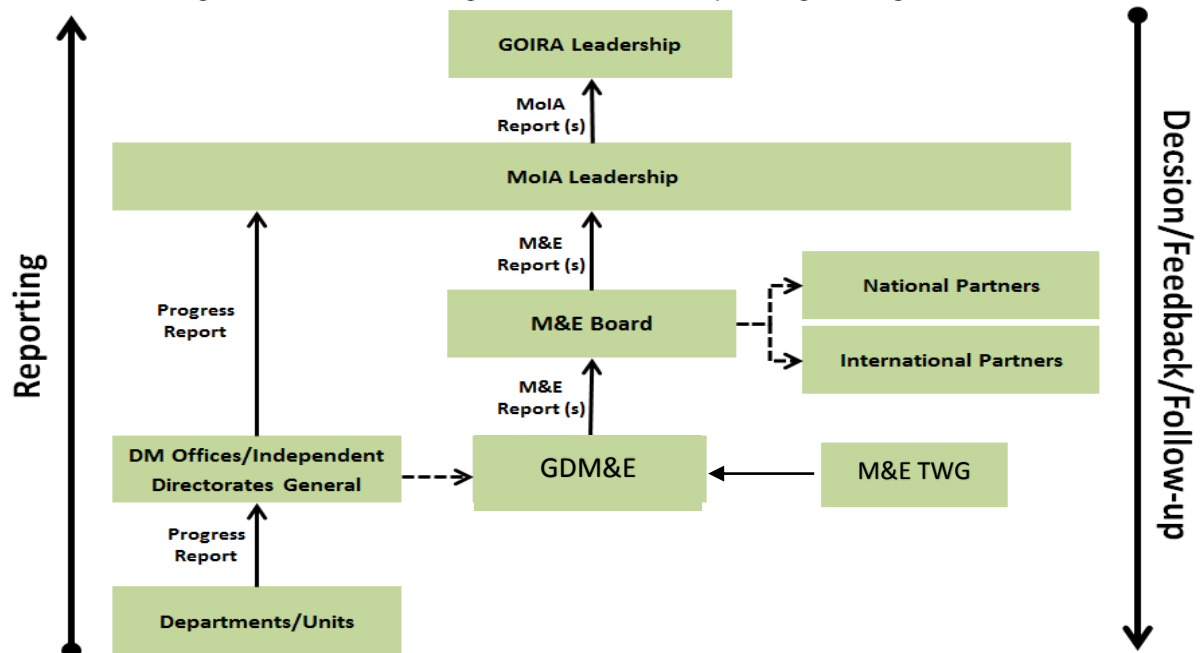 GOIRA Leadership
MoIA
Report (s)
MoIA Leadership
M&E
Report (s)
Progress
Report
National Partners
M&E Board
International Partners
M&E
Report (s)
DM Offices/Independent
Directorates General
GDM&E
M&E TWG
Progress
Report
Departments/Units
Reporting
Decsion/Feedback/Follow-up